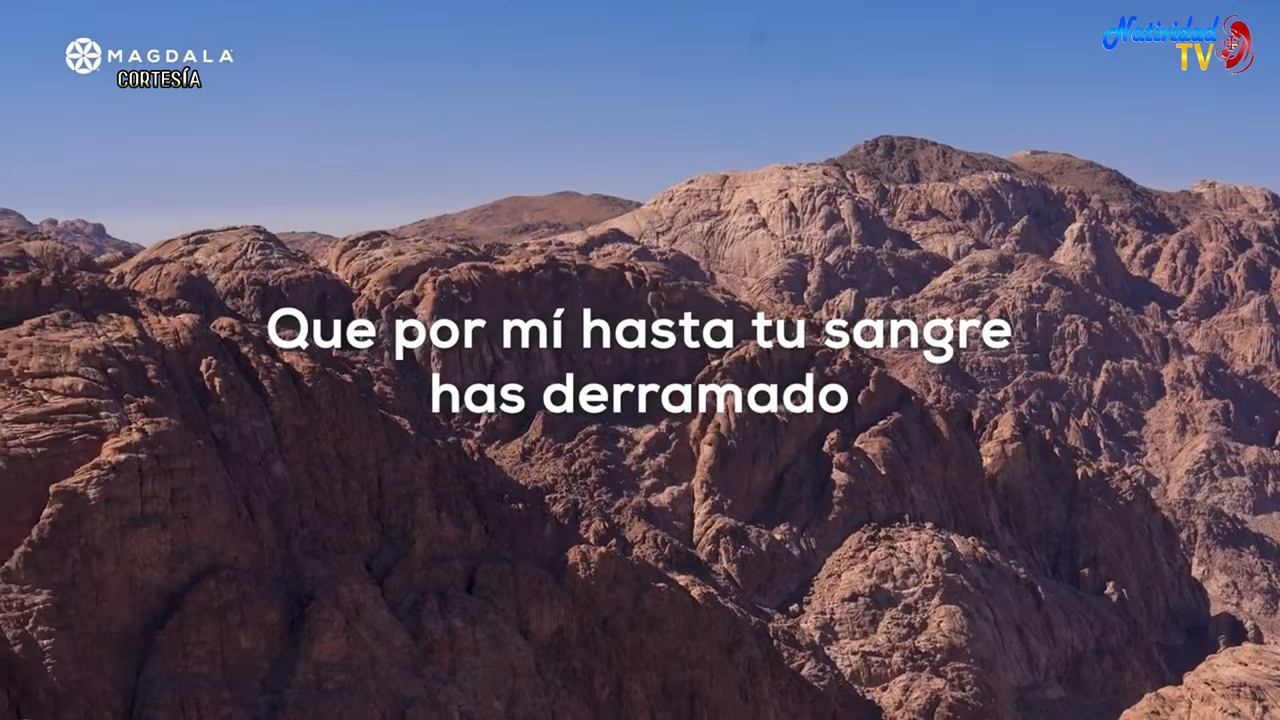 MAGDALA
CORTESÍA
Natividad
TV
Que por mí hasta tu sangre
has derramado